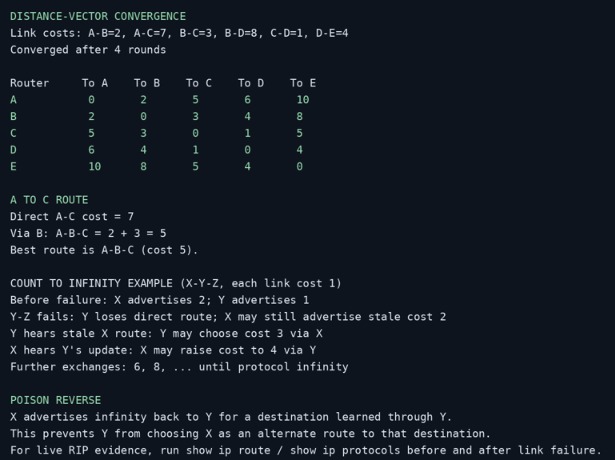 DISTANCE-VECTOR CONVERGENCE
Link costs: A-B=2, A-C=7, B-C=3, B-D=8, C-D=1, D-E=4
Converged after 4 rounds
Router To A To B To C To D To E
A 0 2 5 6 10
B 2 0 3 4 8
C 5 3 0 1 5
D 6 4 1 0 4
E 10 8 5 4 0
A TO C ROUTE
Direct A-C cost = 7
Via B: A-B-C = 2 + 3 = 5
Best route is A-B-C (cost 5).
COUNT TO INFINITY EXAMPLE (X-Y-Z, each link cost 1)
Before failure: X advertises 2; Y advertises 1
Y-Z fails: Y loses direct route; X may still advertise stale cost 2
Y hears stale X route: Y may choose cost 3 via X
X hears Y's update: X may raise cost to 4 via Y
Further exchanges: 6, 8, ... until protocol infinity
POISON REVERSE
X advertises infinity back to Y for a destination learned through Y.
This prevents Y from choosing X as an alternate route to that destination.
For live RIP evidence, run show ip route / show ip protocols before and after link failure.